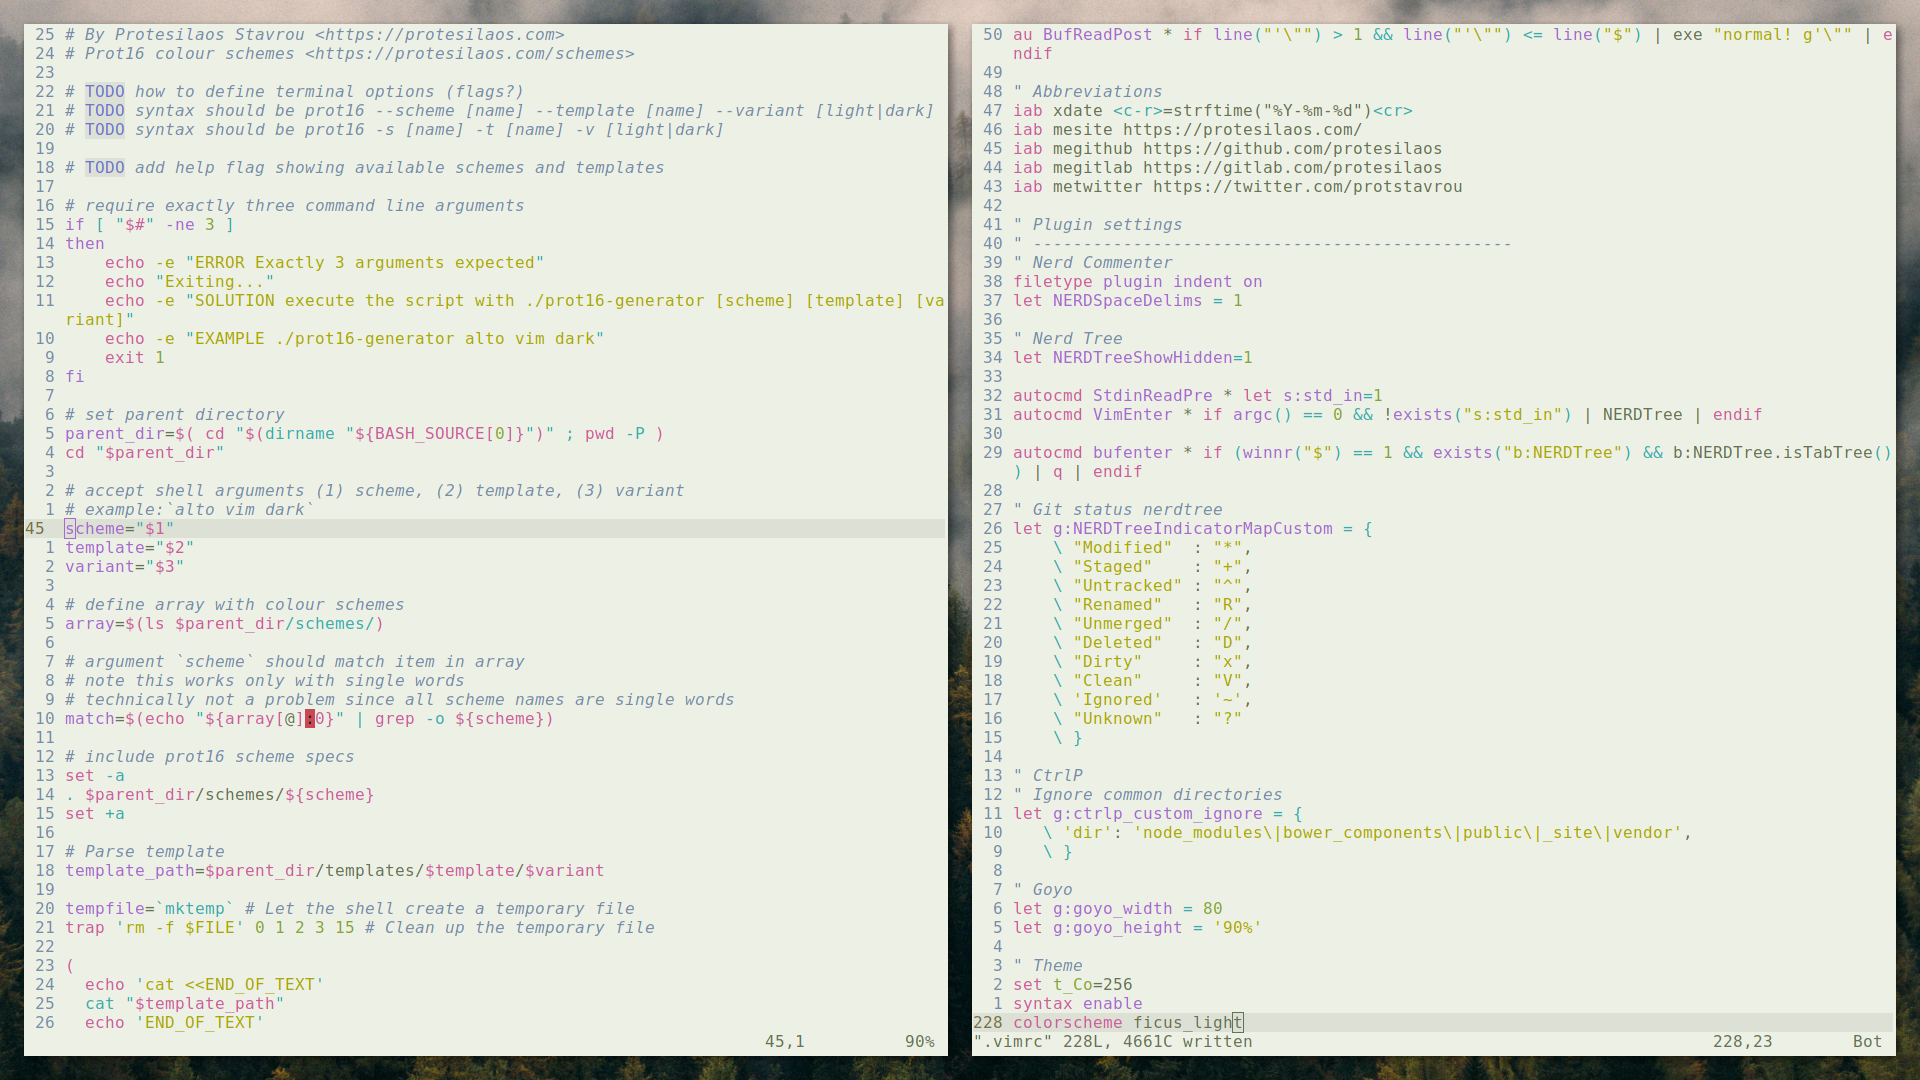 25 # By Protesilaos Stavrou <https://protesilaos.com>
24 # Prot16 colour schemes <https://protesilaos.com/schemes>
23
22 # TODO how to define terminal options (flags?)
21 # TODO syntax should be prot16 --scheme [name] --template [name] --variant [light|dark]
20 # TODO syntax should be prot16 -s [name] -t [name] -v [light|dark]
19
18 # TODO add help flag showing available schemes and templates
17
16 # require exactly three command line arguments
15 if [ "$#" -ne 3 ]
14 then
13     echo -e "ERROR Exactly 3 arguments expected"
12     echo "Exiting..."
11     echo -e "SOLUTION execute the script with ./prot16-generator [scheme] [template] [va
riant]"
10     echo -e "EXAMPLE ./prot16-generator alto vim dark"
9     exit 1
8 fi
7
6 # set parent directory
5 parent_dir=$( cd "$(dirname "${BASH_SOURCE[0]}")" ; pwd -P )
4 cd "$parent_dir"
3
2 # accept shell arguments (1) scheme, (2) template, (3) variant
1 # example:`alto vim dark`
45 scheme="$1"
1 template="$2"
2 variant="$3"
3
4 # define array with colour schemes
5 array=$(ls $parent_dir/schemes/)
6
7 # argument `scheme` should match item in array
8 # note this works only with single words
9 # technically not a problem since all scheme names are single words
10 match=$(echo "${array[@]:0}" | grep -o ${scheme})
11
12 # include prot16 scheme specs
13 set -a
14 . $parent_dir/schemes/${scheme}
15 set +a
16
17 # Parse template
18 template_path=$parent_dir/templates/$template/$variant
19
20 tempfile=`mktemp` # Let the shell create a temporary file
21 trap 'rm -f $FILE' 0 1 2 3 15 # Clean up the temporary file
22
23 (
24   echo 'cat <<END_OF_TEXT'
25   cat "$template_path"
26   echo 'END_OF_TEXT'
45,1 90%
50 au BufReadPost * if line("'\"") > 1 && line("'\"") <= line("$") | exe "normal! g'\"" | e
ndif
49
48 " Abbreviations
47 iab xdate <c-r>=strftime("%Y-%m-%d")<cr>
46 iab mesite https://protesilaos.com/
45 iab megithub https://github.com/protesilaos
44 iab megitlab https://gitlab.com/protesilaos
43 iab metwitter https://twitter.com/protstavrou
42
41 " Plugin settings
40 " ------------------------------------------------
39 " Nerd Commenter
38 filetype plugin indent on
37 let NERDSpaceDelims = 1
36
35 " Nerd Tree
34 let NERDTreeShowHidden=1
33
32 autocmd StdinReadPre * let s:std_in=1
31 autocmd VimEnter * if argc() == 0 && !exists("s:std_in") | NERDTree | endif
30
29 autocmd bufenter * if (winnr("$") == 1 && exists("b:NERDTree") && b:NERDTree.isTabTree()
) | q | endif
28
27 " Git status nerdtree
26 let g:NERDTreeIndicatorMapCustom = {
25     \ "Modified"  : "*",
24     \ "Staged"    : "+",
23     \ "Untracked" : "^",
22     \ "Renamed"   : "R",
21     \ "Unmerged"  : "/",
20     \ "Deleted"   : "D",
19     \ "Dirty"     : "x",
18     \ "Clean"     : "V",
17     \ 'Ignored'   : '~',
16     \ "Unknown"   : "?"
15     \ }
14
13 " CtrlP
12 " Ignore common directories
11 let g:ctrlp_custom_ignore = {
10    \ 'dir': 'node_modules\|bower_components\|public\|_site\|vendor',
9    \ }
8
7 " Goyo
6 let g:goyo_width = 80
5 let g:goyo_height = '90%'
4
3 " Theme
2 set t_Co=256
1 syntax enable
228 colorscheme ficus_light
".vimrc" 228L, 4661C written 228,23 Bot